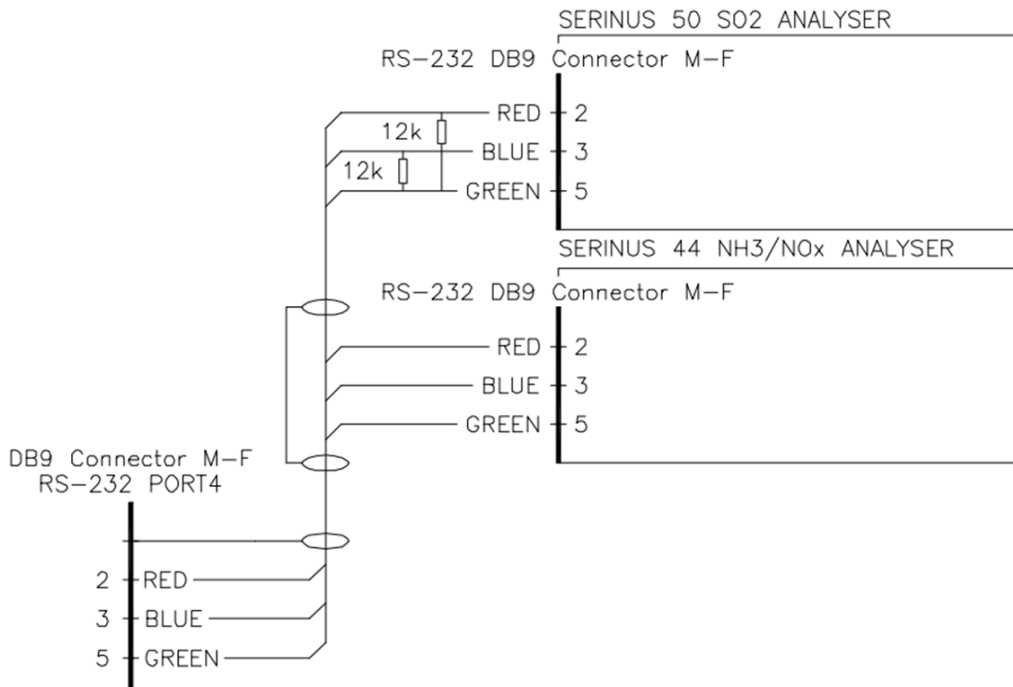 SERINUS 50 SO2 ANALYSER
RS-232 DB9 Connector M-F
RED 2
12k
BLUE 3
12k
GREEN 5
SERINUS 44 NH3/NOx ANALYSER
RS-232 DB9 Connector M-F
RED 2
BLUE 3
GREEN 5
DB9 Connector M-F
RS-232 PORT4
2 RED
3 BLUE
5 GREEN